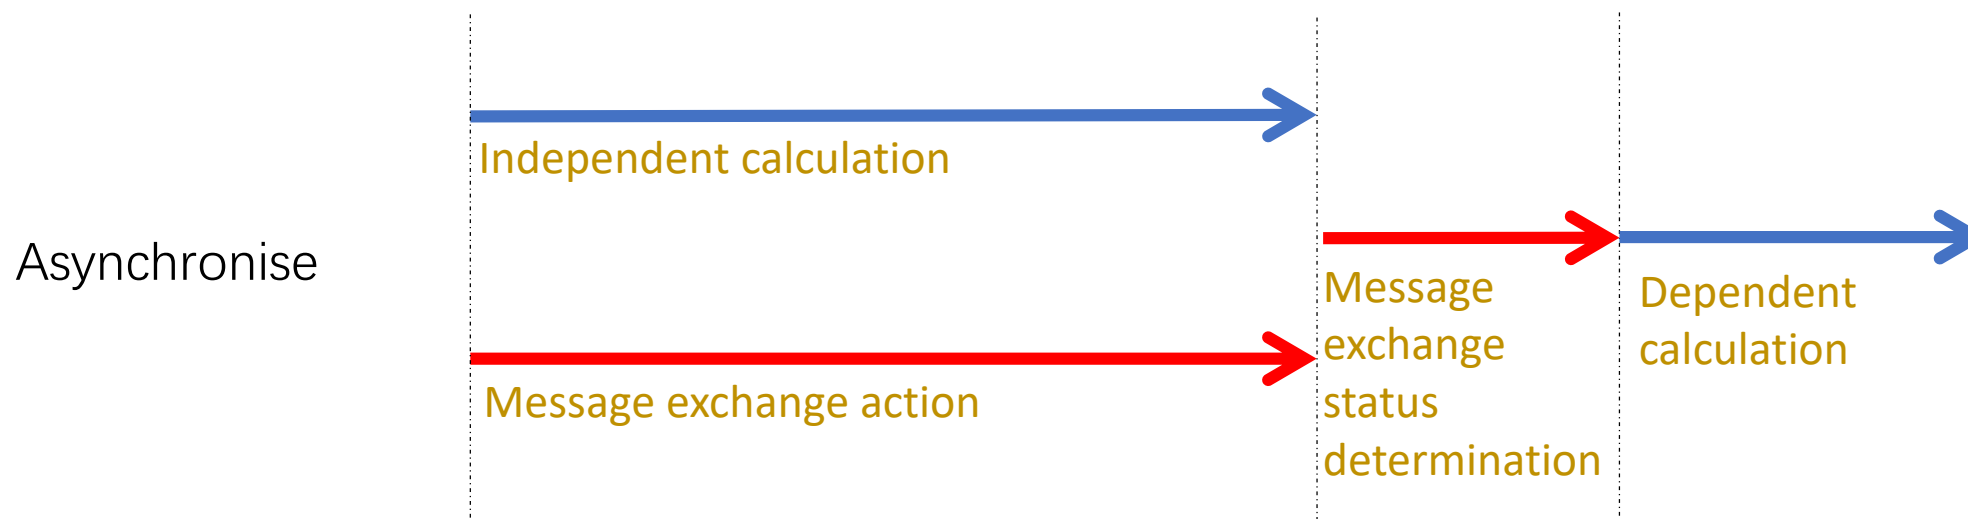 Independent calculation
Asynchronise
Message exchange action
Message
exchange
status
determination
Dependent
calculation